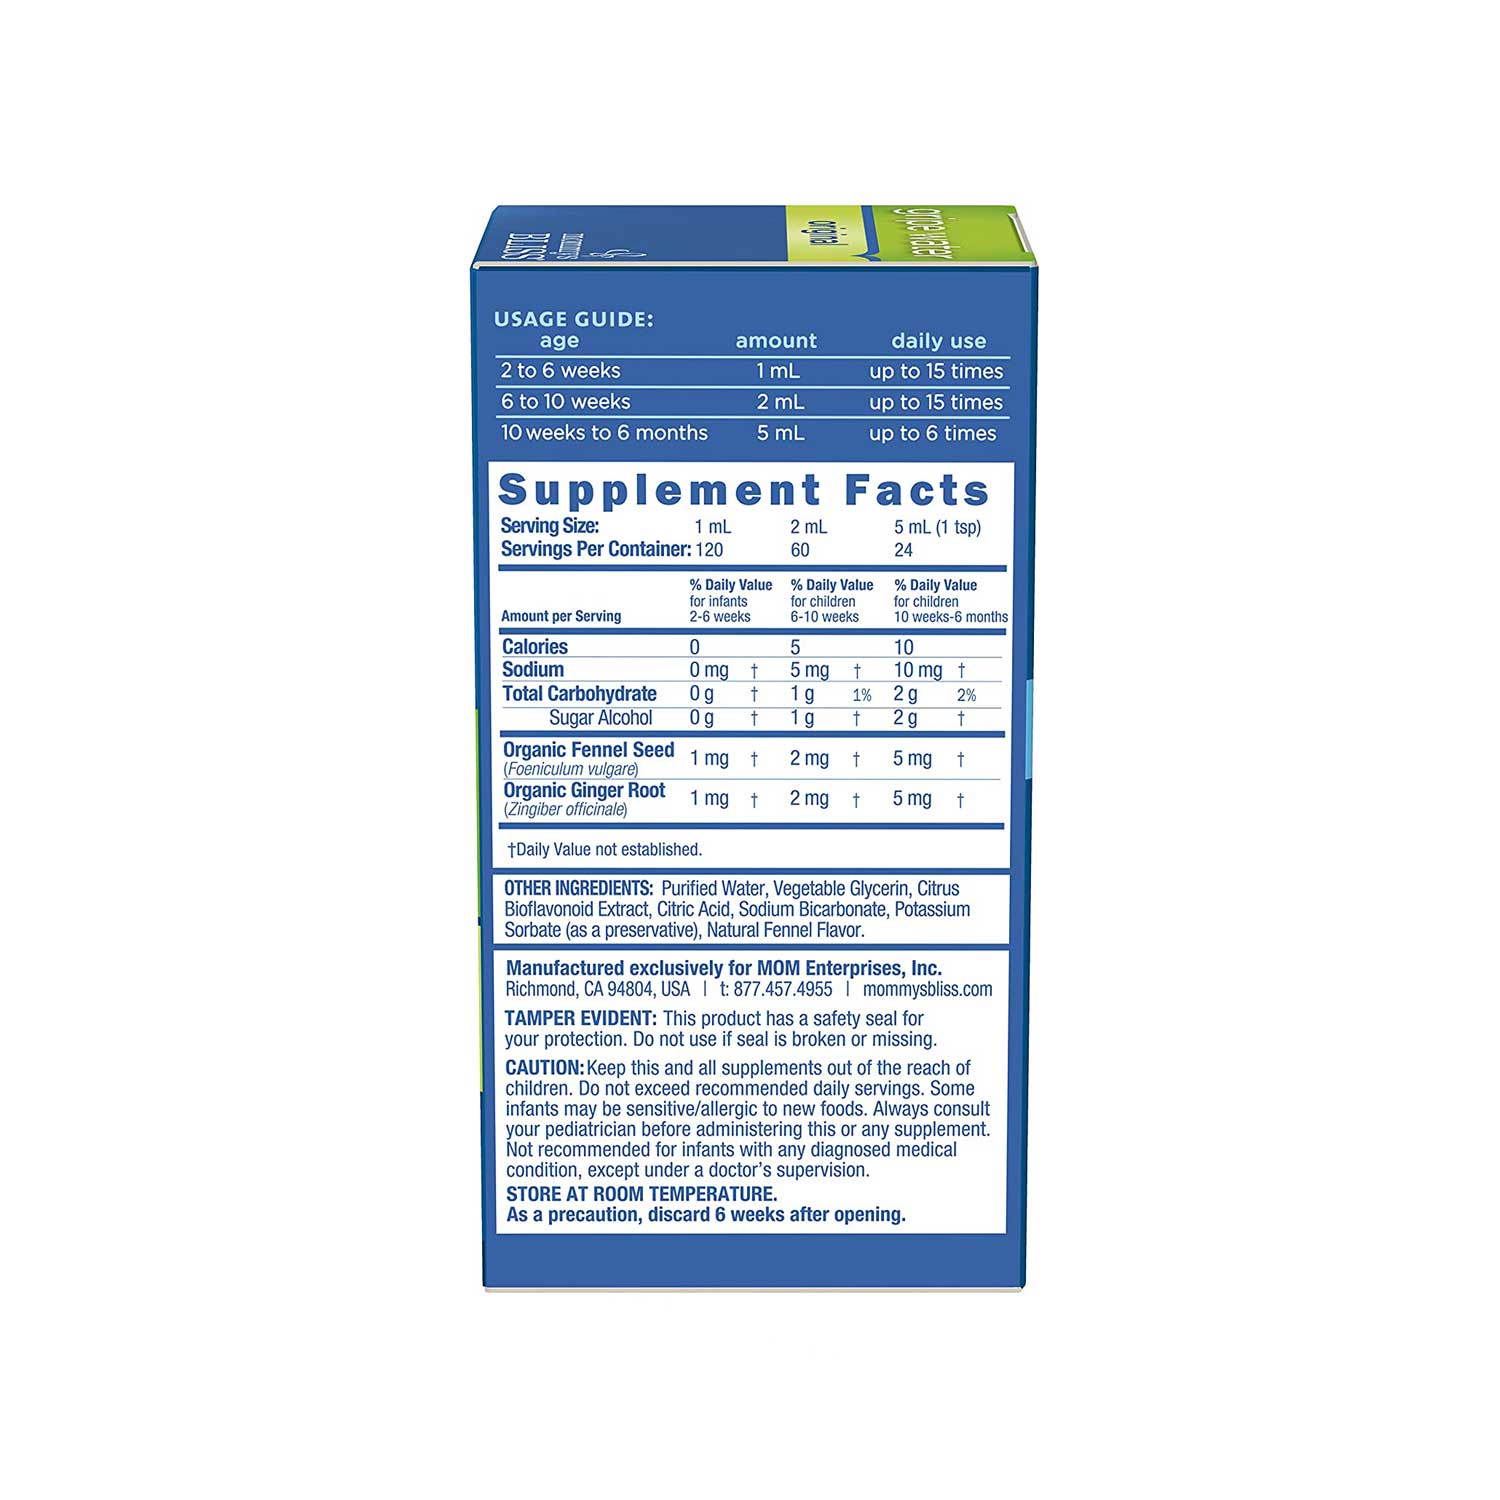 gripe water
original
MOMMY'S
BLISS
USAGE GUIDE:
age amount daily use
2 to 6 weeks 1 mL up to 15 times
6 to 10 weeks 2 mL up to 15 times
10 weeks to 6 months 5 mL up to 6 times
Supplement Facts
Serving Size: 1 mL 2 mL 5 mL (1 tsp)
Servings Per Container: 120 60 24
% Daily Value % Daily Value % Daily Value
for infants for children for children
Amount per Serving 2-6 weeks 6-10 weeks 10 weeks-6 months
Calories 0 5 10
Sodium 0 mg † 5 mg † 10 mg †
Total Carbohydrate 0 g † 1 g 1% 2 g 2%
Sugar Alcohol 0 g † 1 g † 2 g †
Organic Fennel Seed 1 mg † 2 mg † 5 mg †
(Foeniculum vulgare)
Organic Ginger Root 1 mg † 2 mg † 5 mg †
(Zingiber officinale)
†Daily Value not established.
OTHER INGREDIENTS: Purified Water, Vegetable Glycerin, Citrus
Bioflavonoid Extract, Citric Acid, Sodium Bicarbonate, Potassium
Sorbate (as a preservative), Natural Fennel Flavor.
Manufactured exclusively for MOM Enterprises, Inc.
Richmond, CA 94804, USA | t: 877.457.4955 | mommysbliss.com
TAMPER EVIDENT: This product has a safety seal for
your protection. Do not use if seal is broken or missing.
CAUTION: Keep this and all supplements out of the reach of
children. Do not exceed recommended daily servings. Some
infants may be sensitive/allergic to new foods. Always consult
your pediatrician before administering this or any supplement.
Not recommended for infants with any diagnosed medical
condition, except under a doctor's supervision.
STORE AT ROOM TEMPERATURE.
As a precaution, discard 6 weeks after opening.